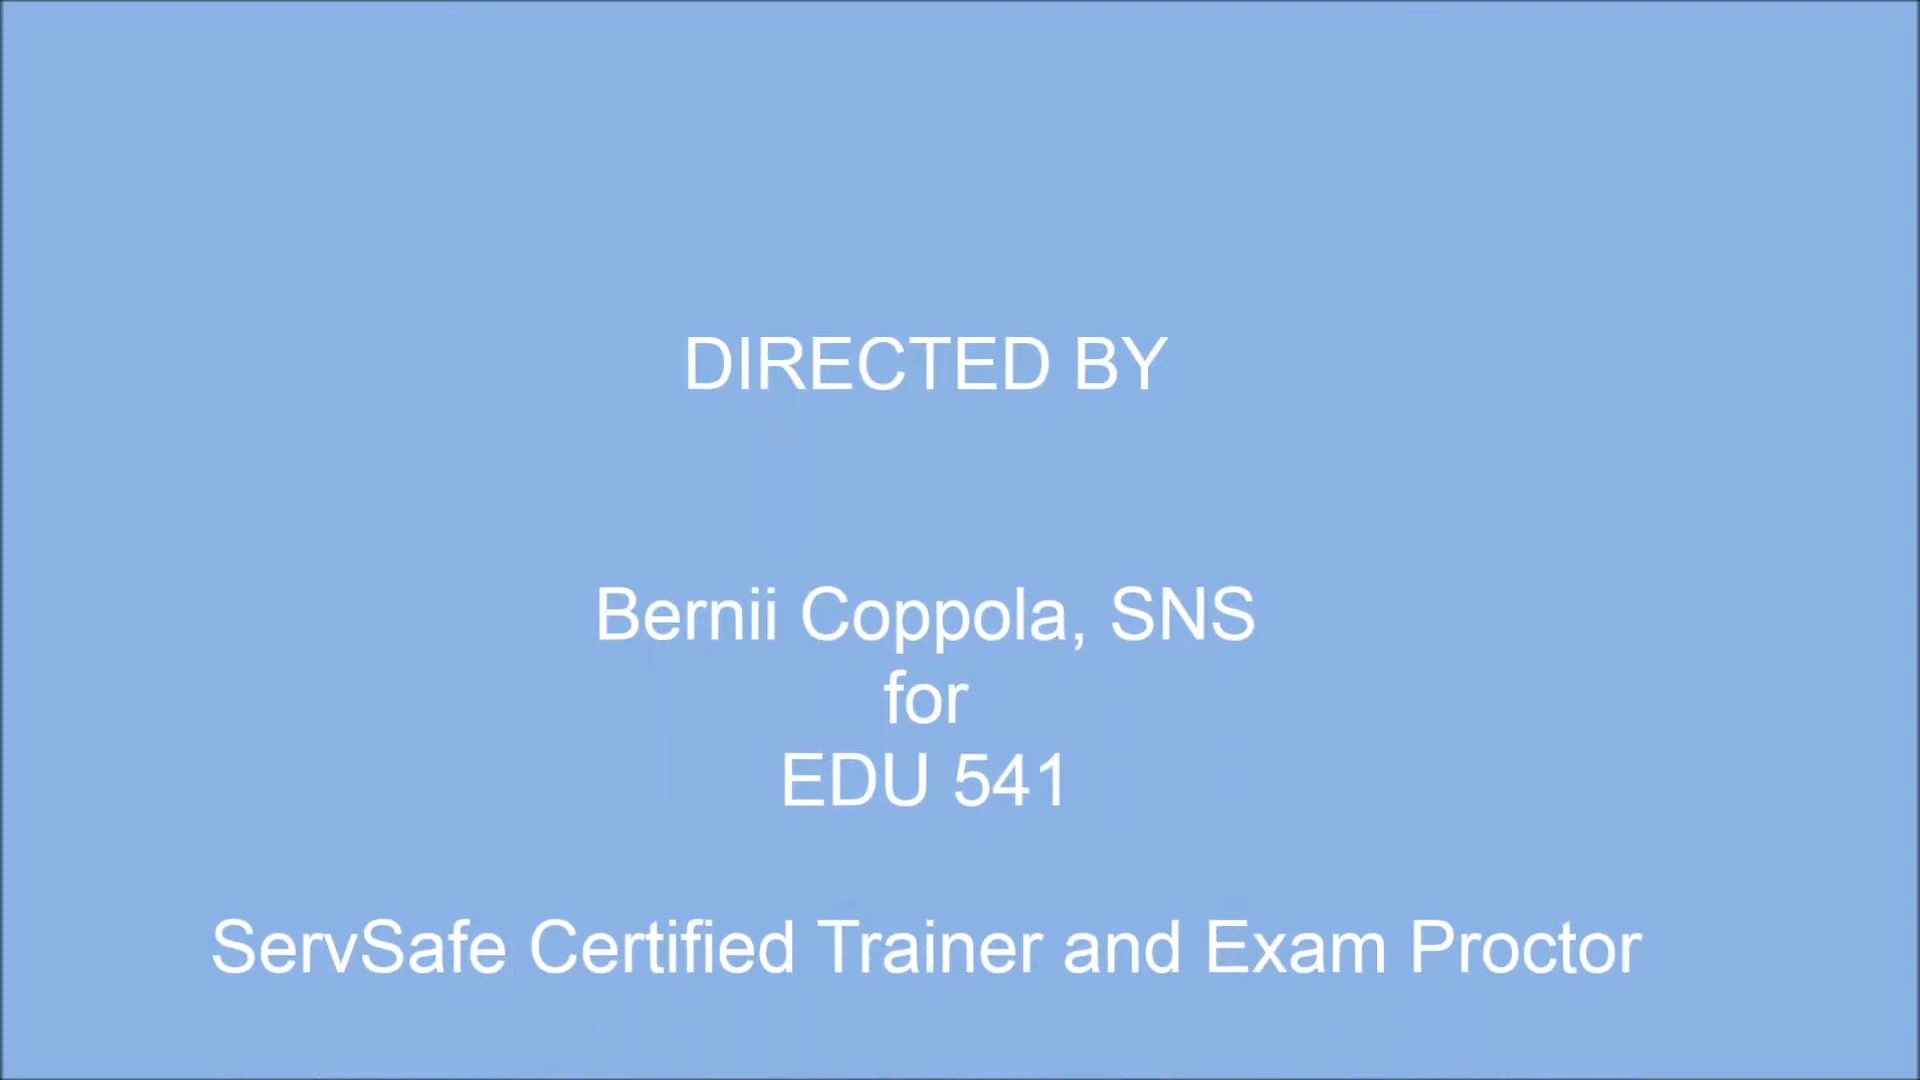 DIRECTED BY
Bernii Coppola, SNS
for
EDU 541
ServSafe Certified Trainer and Exam Proctor